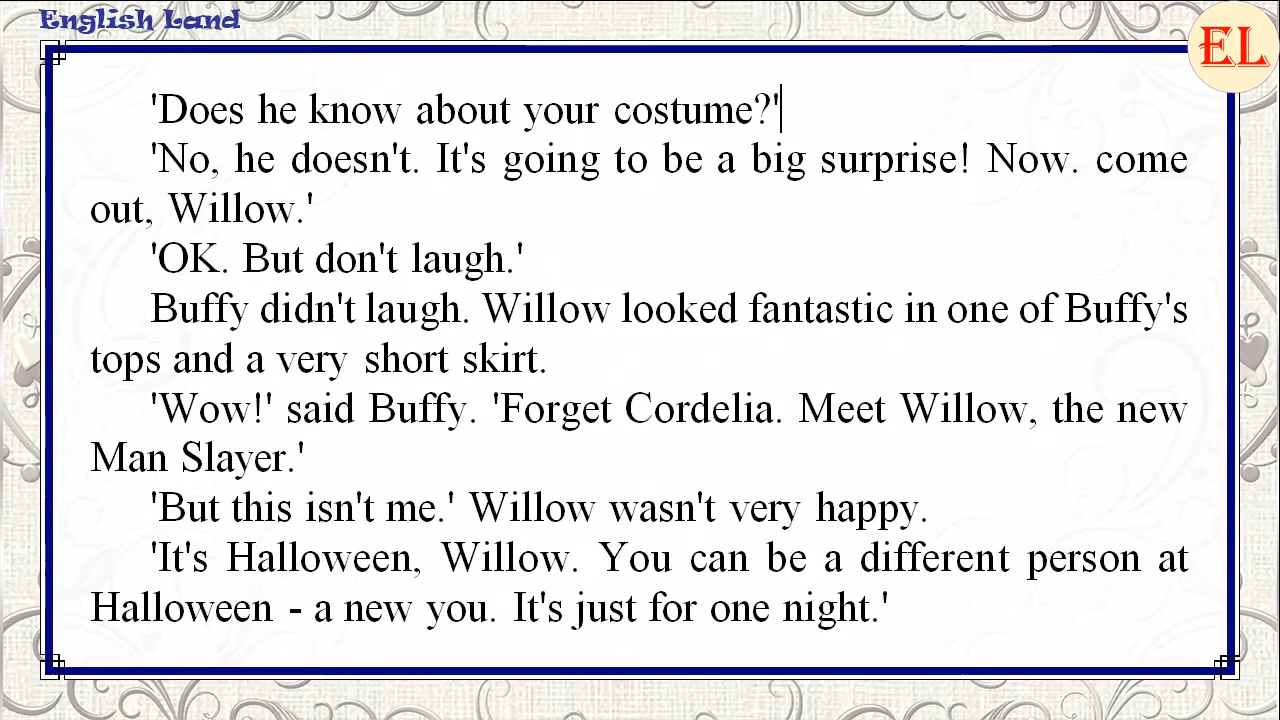 English Land
EL
'Does he know about your costume?'
'No, he doesn't. It's going to be a big surprise! Now. come
out, Willow.'
'OK. But don't laugh.'
Buffy didn't laugh. Willow looked fantastic in one of Buffy's
tops and a very short skirt.
'Wow!' said Buffy. 'Forget Cordelia. Meet Willow, the new
Man Slayer.'
'But this isn't me.' Willow wasn't very happy.
'It's Halloween, Willow. You can be a different person at
Halloween - a new you. It's just for one night.'